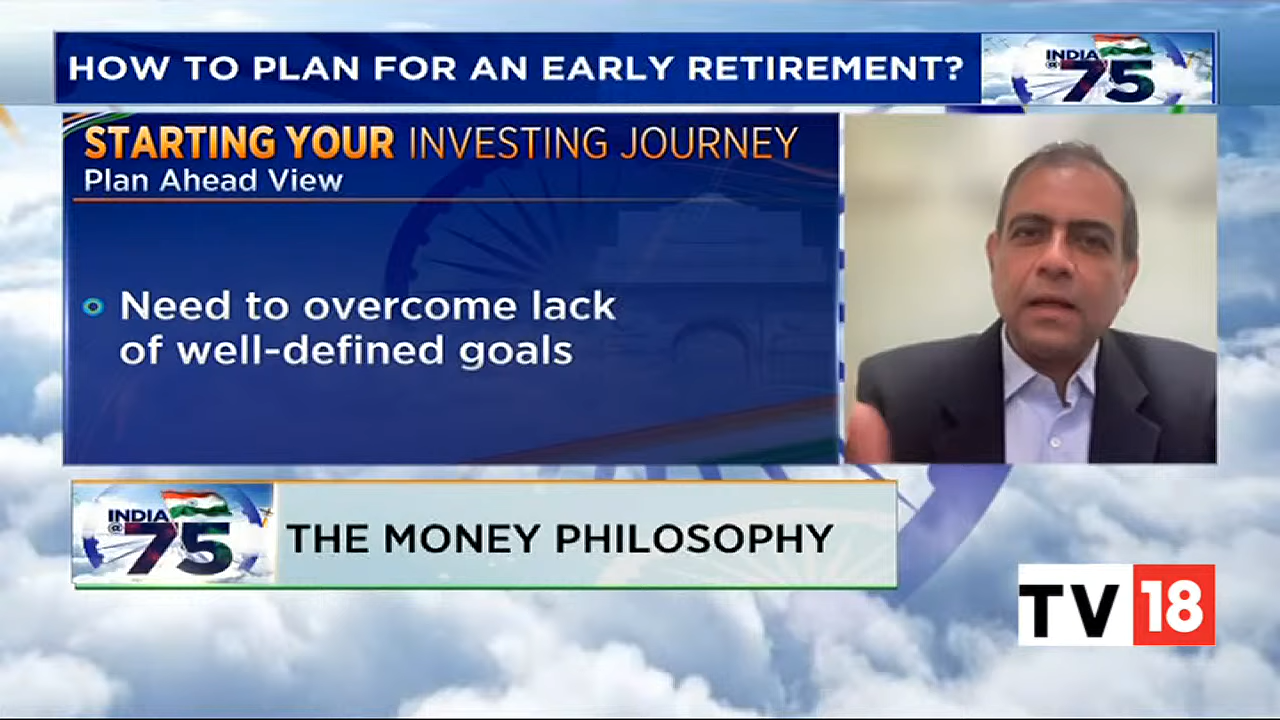 HOW TO PLAN FOR AN EARLY RETIREMENT?
INDIA
@75
STARTING YOUR INVESTING JOURNEY
Plan Ahead View
Need to overcome lack
of well-defined goals
INDIA
@75
THE MONEY PHILOSOPHY
TV18